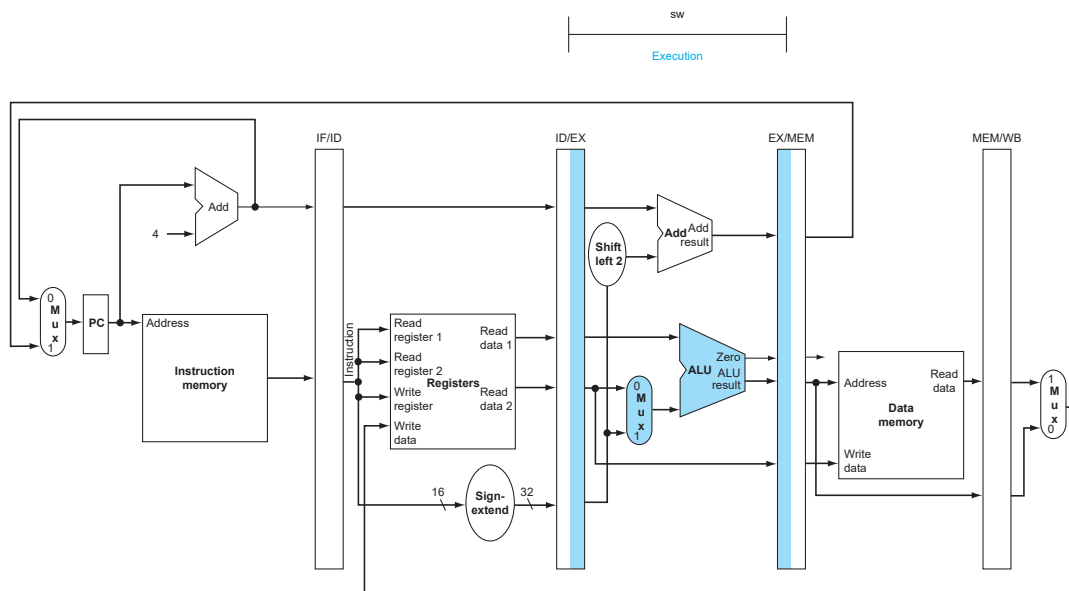 sw
Execution
IF/ID
ID/EX
EX/MEM
MEM/WB
Add
4
Shift
left 2
Add
Add
result
0
M
u
x
1
PC
Address
Instruction
memory
Instruction
Read
register 1
Read
register 2
Write
register
Write
data
Registers
Read
data 1
Read
data 2
16
Sign-
extend
32
0
M
u
x
1
Zero
ALU
ALU
result
Address
Write
data
Data
memory
Read
data
1
M
u
x
0